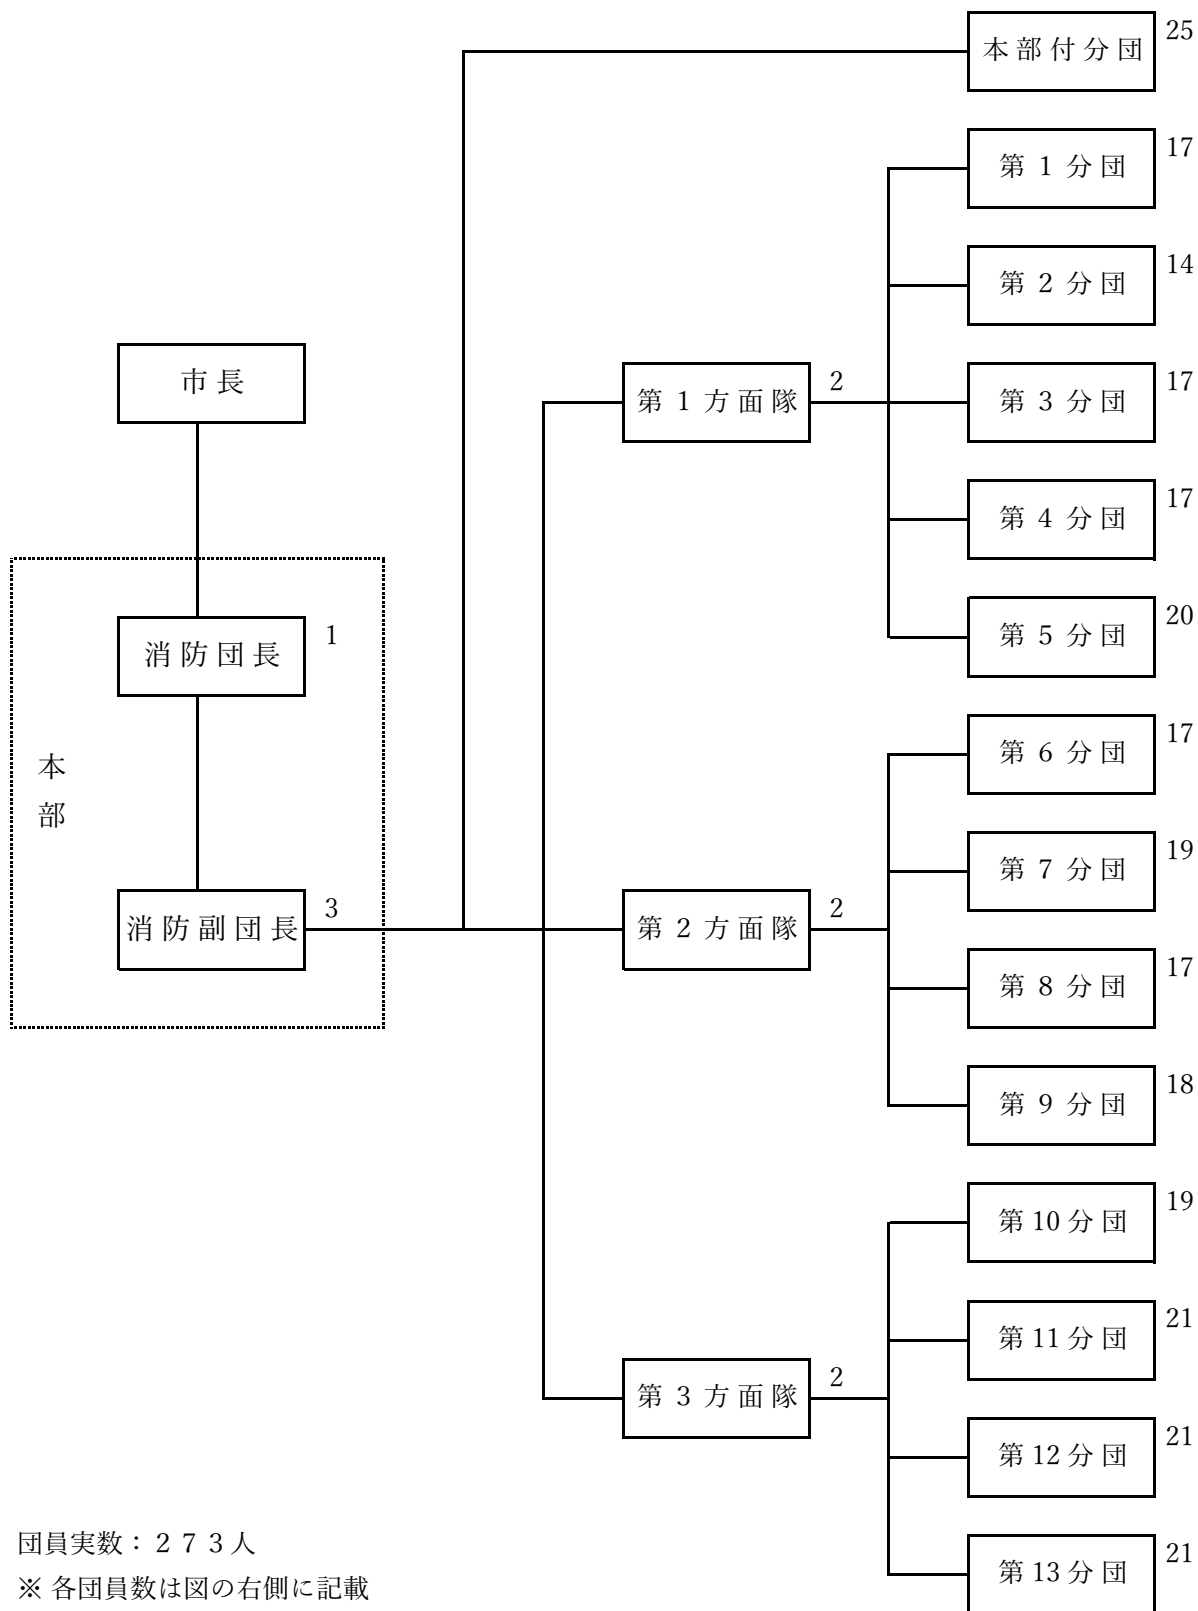 本部付分団
25
第1分団
17
第2分団
14
市長
第1方面隊
2
第3分団
17
第4分団
17
消防団長
1
第5分団
20
本部
第6分団
17
第7分団
19
消防副団長
3
第2方面隊
2
第8分団
17
第9分団
18
第10分団
19
第11分団
21
第3方面隊
2
第12分団
21
第13分団
21
団員実数：２７３人
※ 各団員数は図の右側に記載